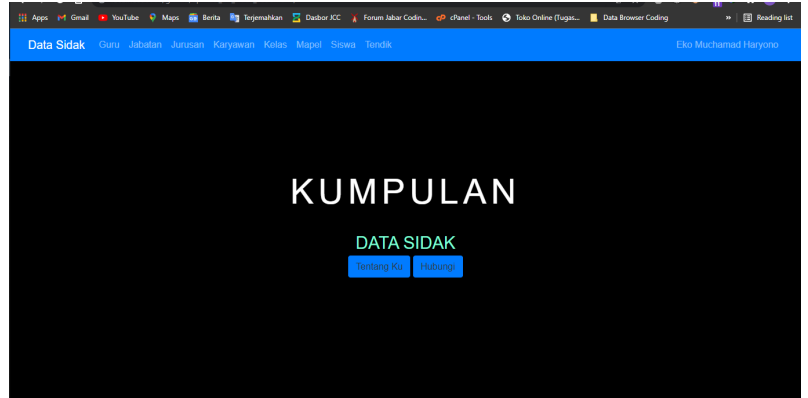 Apps Gmail YouTube Maps Berita Terjemahkan Dasbor JCC Forum Jabar Codin... cPanel - Tools Toko Online (Tugas... Data Browser Coding » Reading list
Data Sidak Guru Jabatan Jurusan Karyawan Kelas Mapel Siswa Tendik Eko Muchamad Haryono
KUMPULAN
DATA SIDAK
Tentang Ku Hubungi